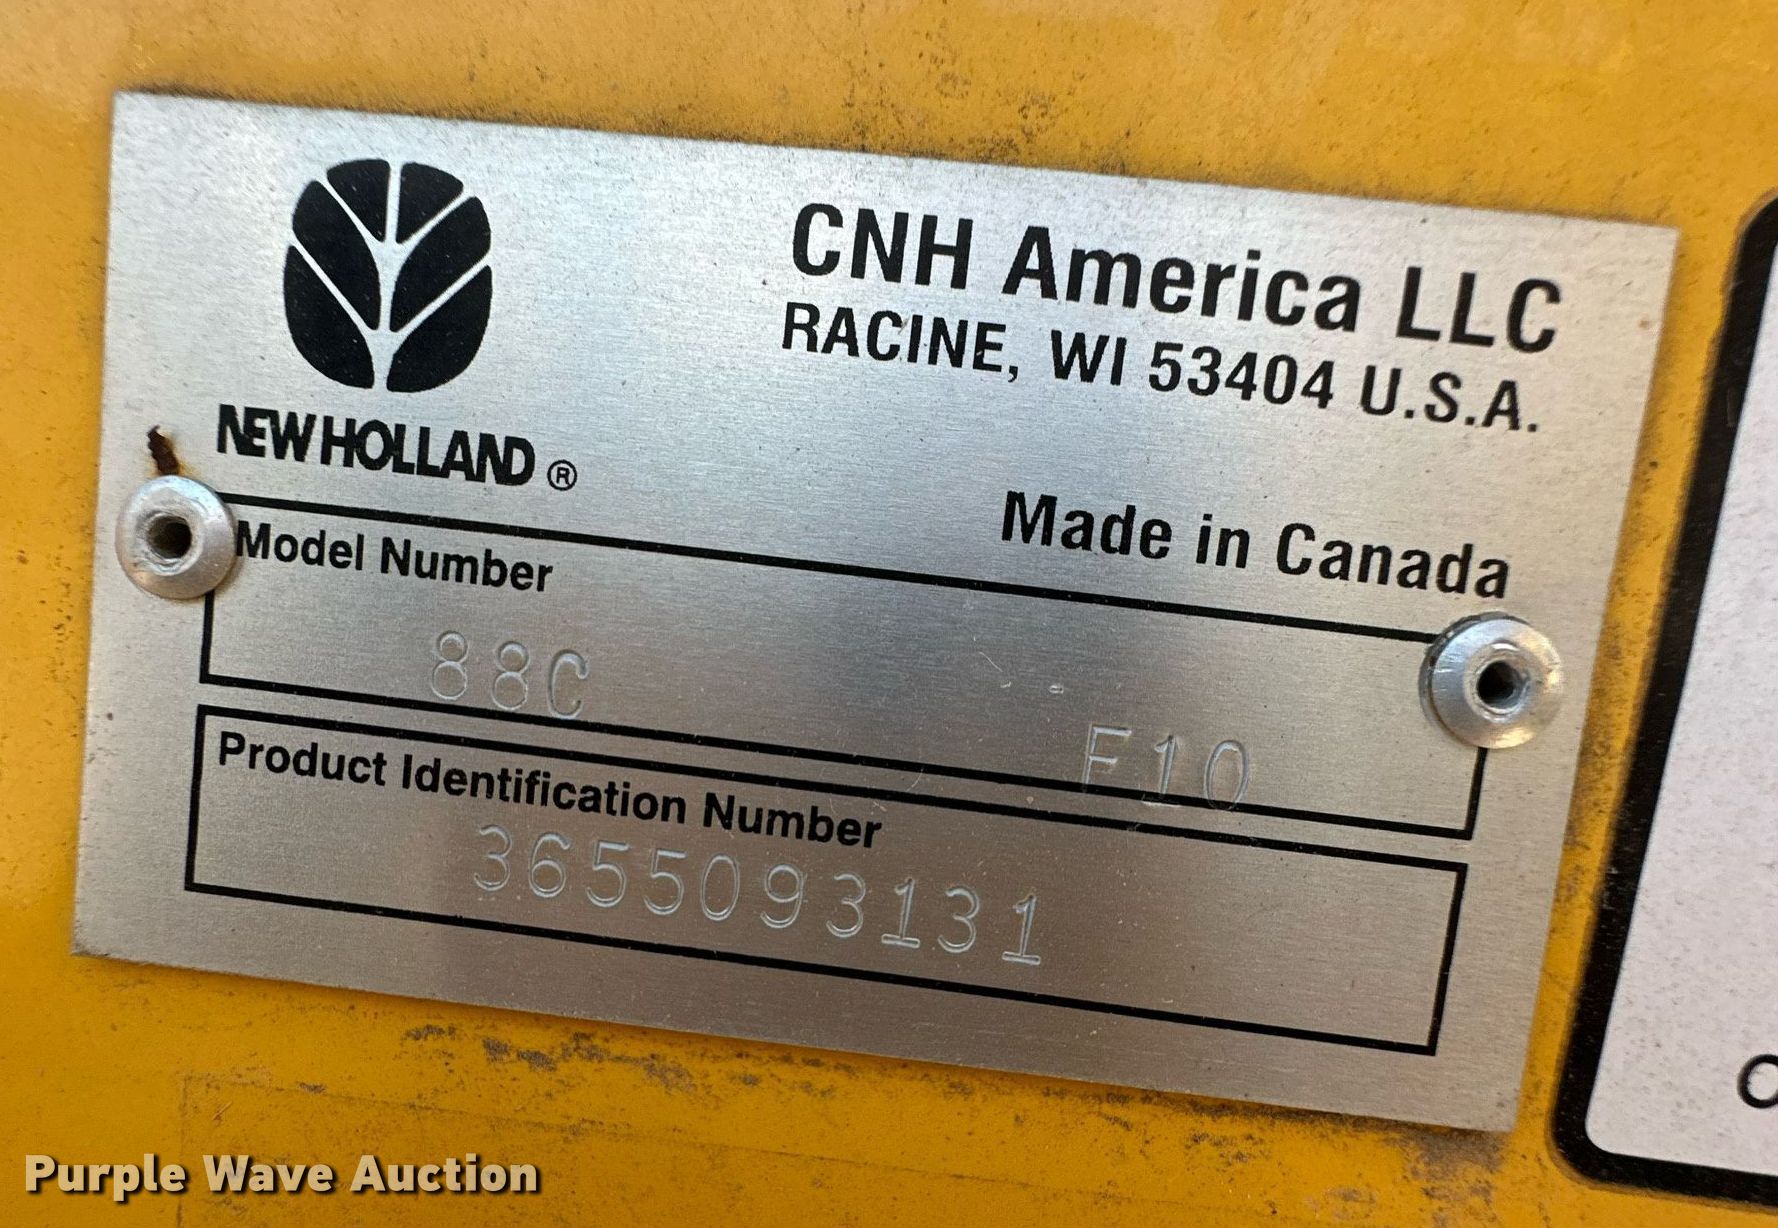 CNH America LLC
RACINE, WI 53404 U.S.A.
NEW HOLLAND ®
Made in Canada
Model Number
88C F10
Product Identification Number
3655093131
Purple Wave Auction